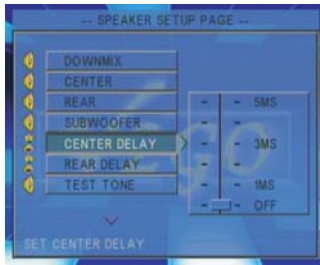 -- SPEAKER SETUP PAGE --
DOWNMIX
CENTER
REAR
SUBWOOFER
CENTER DELAY
REAR DELAY
TEST TONE
5MS
3MS
1MS
OFF
SET CENTER DELAY